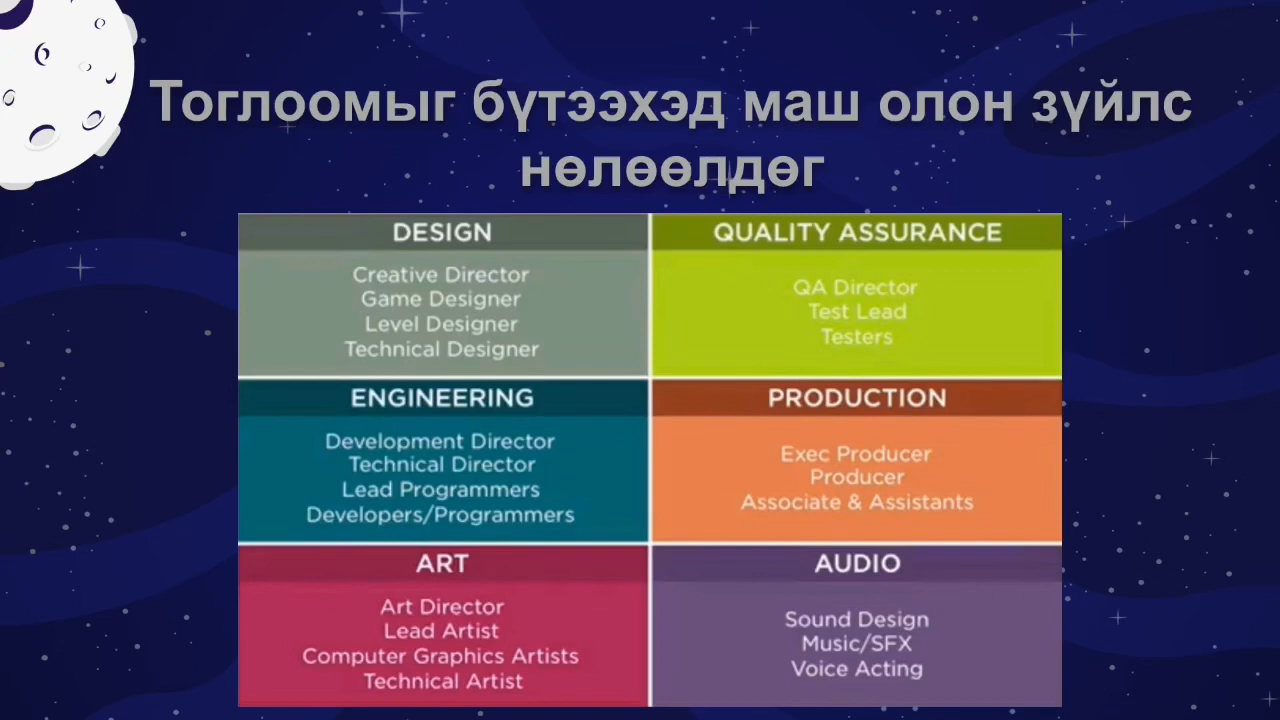 Тоглоомыг бүтээхэд маш олон зүйлс
нөлөөлдөг
DESIGN
Creative Director
Game Designer
Level Designer
Technical Designer
QUALITY ASSURANCE
QA Director
Test Lead
Testers
ENGINEERING
Development Director
Technical Director
Lead Programmers
Developers/Programmers
PRODUCTION
Exec Producer
Producer
Associate & Assistants
ART
Art Director
Lead Artist
Computer Graphics Artists
Technical Artist
AUDIO
Sound Design
Music/SFX
Voice Acting